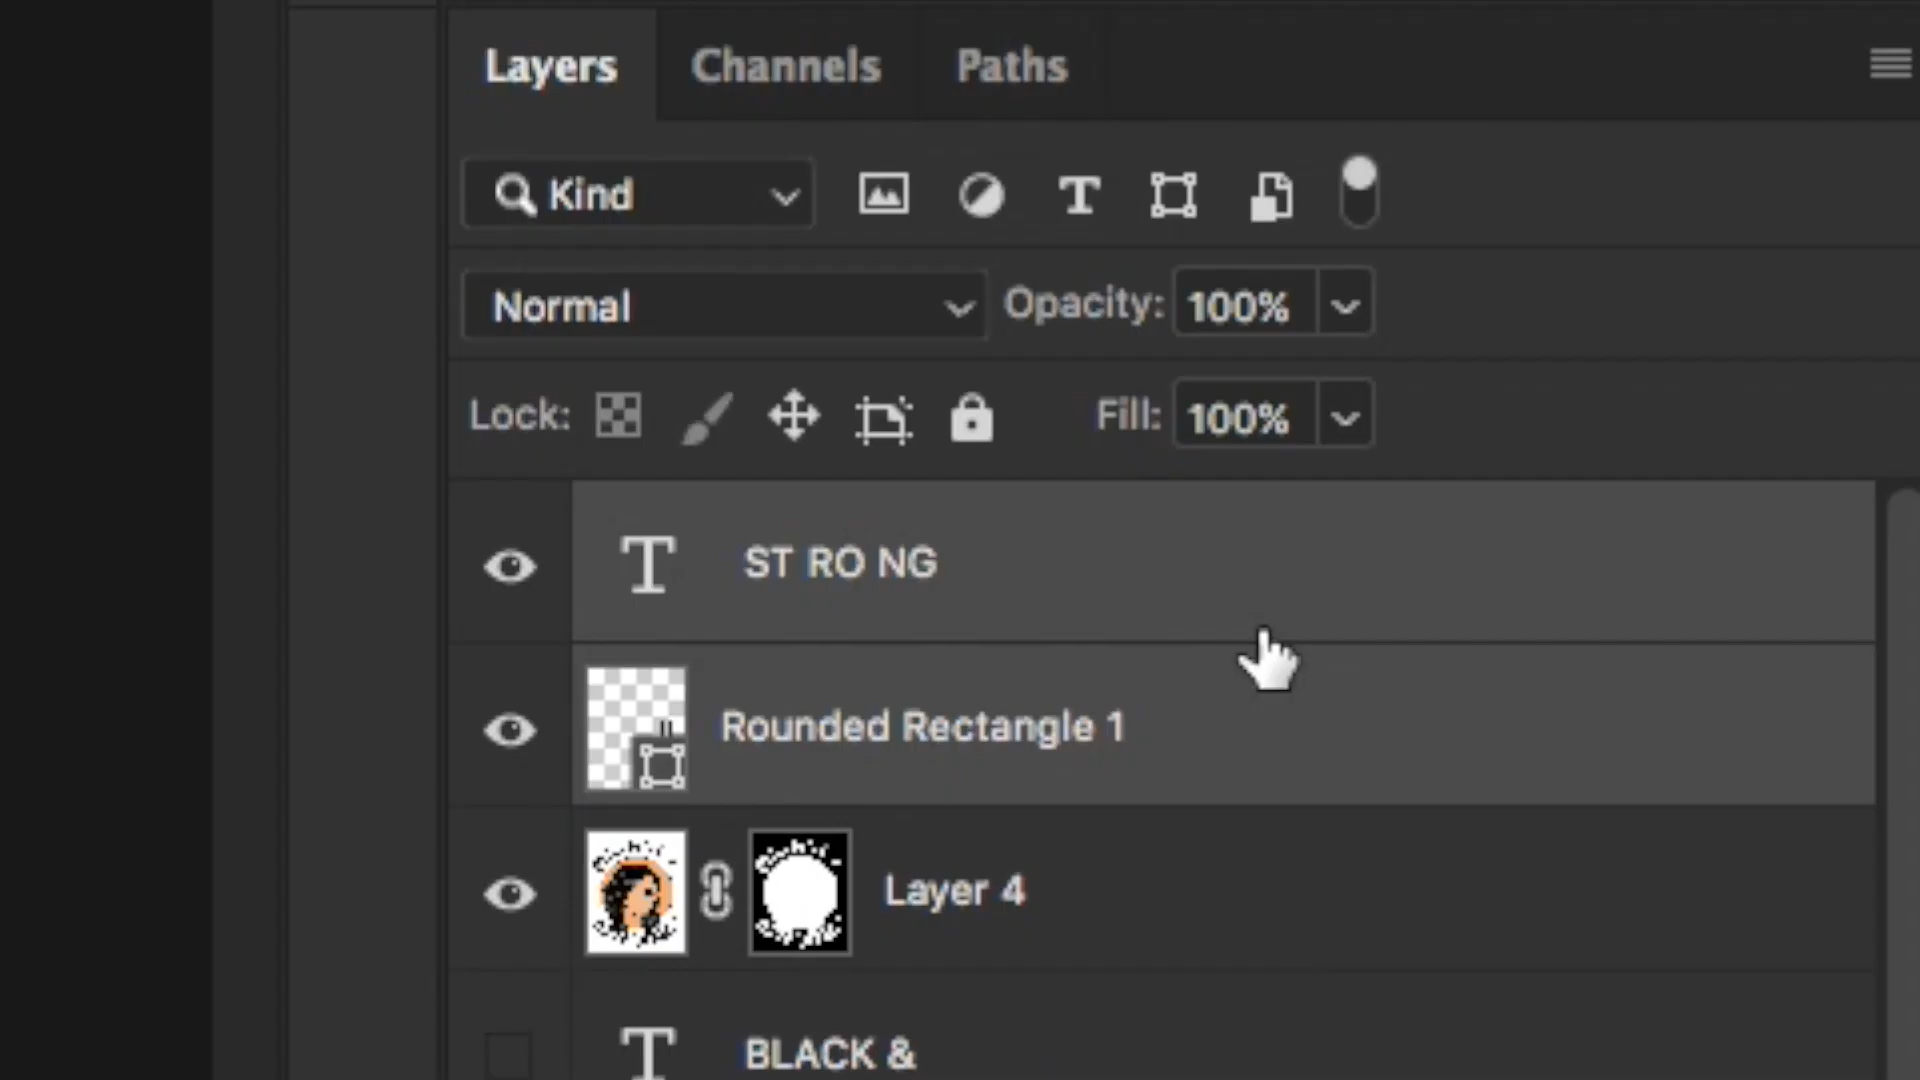 Layers Channels Paths
Kind
Normal Opacity: 100%
Lock: Fill: 100%
ST RO NG
Rounded Rectangle 1
Layer 4
BLACK &